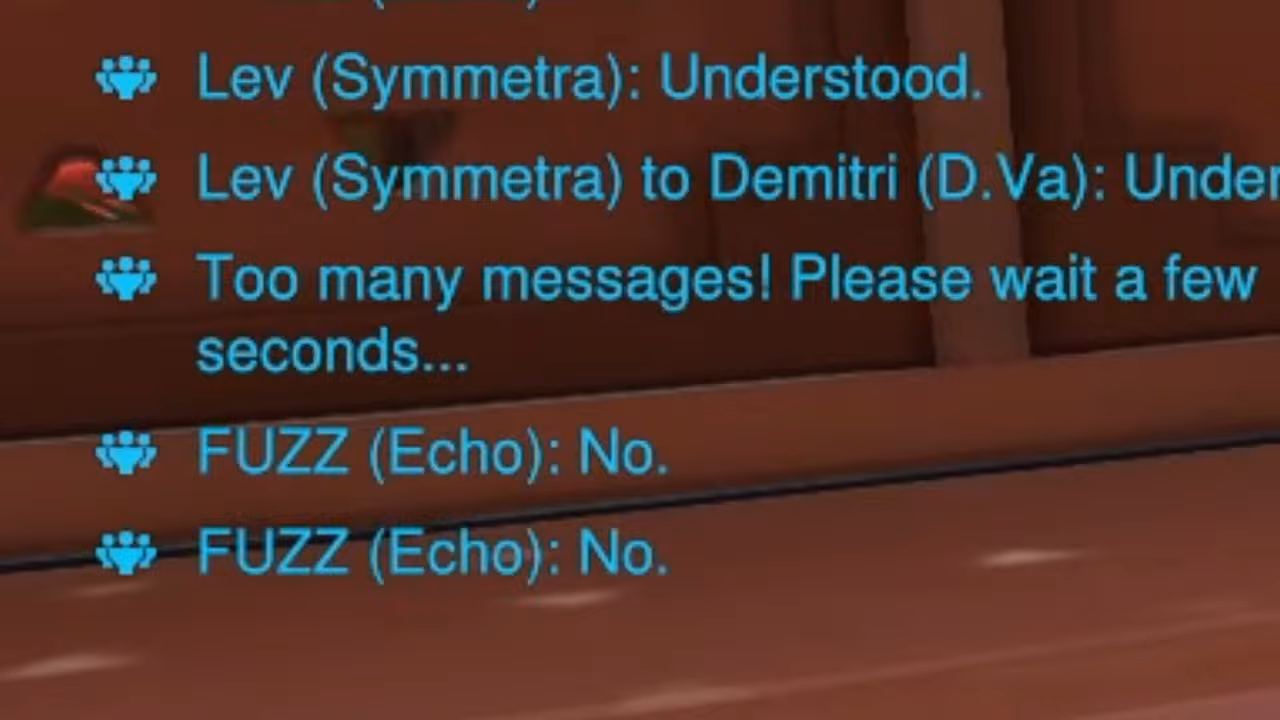 Lev (Symmetra): Understood.
Lev (Symmetra) to Demitri (D.Va):
Too many messages! Please wait a few
seconds...
FUZZ (Echo): No.
FUZZ (Echo): No.